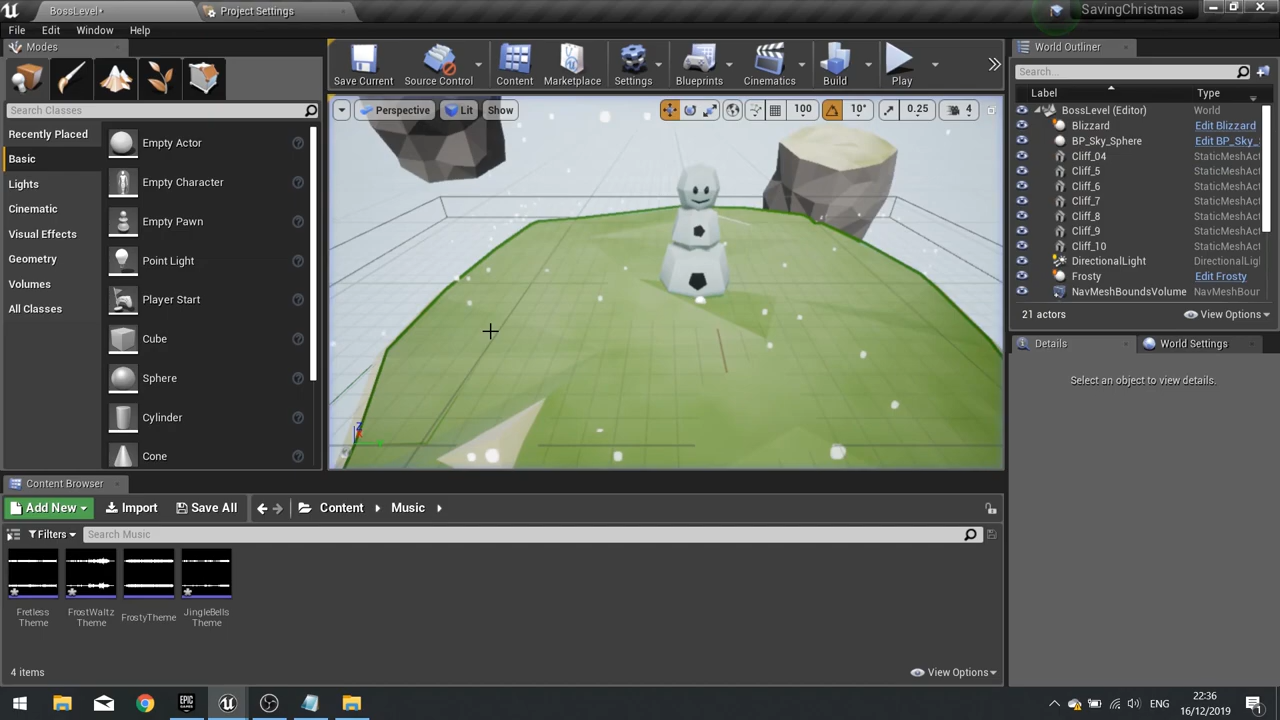 BossLevel•
Project Settings
SavingChristmas
File
Edit
Window
Help
Modes
Search Classes
Recently Placed
Basic
Lights
Cinematic
Visual Effects
Geometry
Volumes
All Classes
Empty Actor
Empty Character
Empty Pawn
Point Light
Player Start
Cube
Sphere
Cylinder
Cone
Save Current
Source Control
Content
Marketplace
Settings
Blueprints
Cinematics
Build
Play
Perspective
Lit
Show
100
10°
0.25
4
World Outliner
Search...
Label
Type
BossLevel (Editor)
World
Blizzard
Edit Blizzard
BP_Sky_Sphere
Edit BP_Sky_
Cliff_04
StaticMeshAct
Cliff_5
StaticMeshAct
Cliff_6
StaticMeshAct
Cliff_7
StaticMeshAct
Cliff_8
StaticMeshAct
Cliff_9
StaticMeshAct
Cliff_10
StaticMeshAct
DirectionalLight
DirectionalLi
Frosty
Edit Frosty
NavMeshBoundsVolume
NavMeshBour
21 actors
View Options
Details
World Settings
Select an object to view details.
Content Browser
Add New
Import
Save All
Content
Music
Filters
Search Music
Fretless
Theme
FrostWaltz
Theme
FrostyTheme
JingleBells
Theme
4 items
View Options
EPIC
GAMES
ENG
22:36
16/12/2019
1